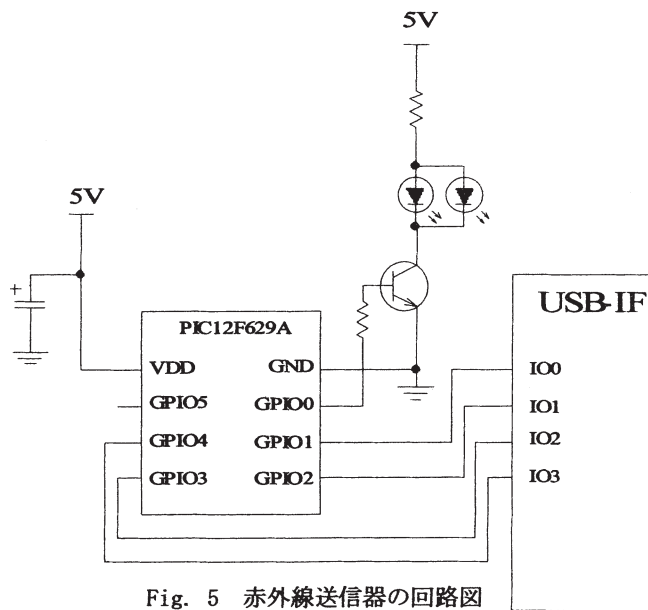 5V
5V
+
PIC12F629A
VDD
GND
GPIO5
GPIO0
GPIO4
GPIO1
GPIO3
GPIO2
USB-IF
IO0
IO1
IO2
IO3
Fig. 5 赤外線送信器の回路図